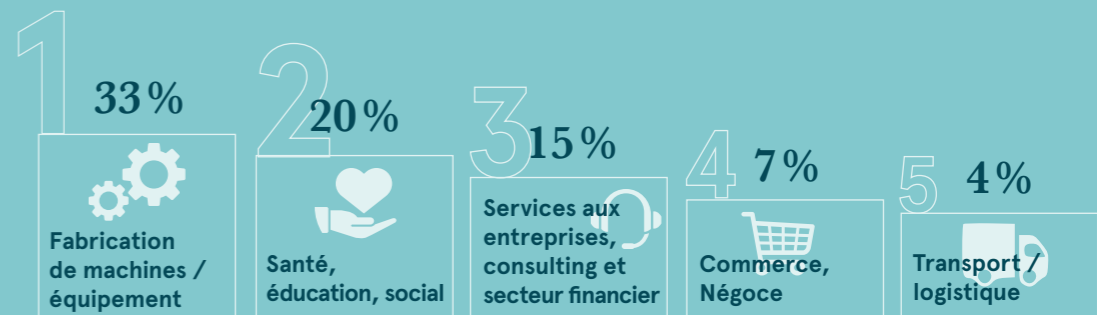 1
33 %
Fabrication
de machines /
équipement
2
20 %
Santé,
éducation, social
3
15 %
Services aux
entreprises,
consulting et
secteur financier
4
7 %
Commerce,
Négoce
5
4 %
Transport /
logistique